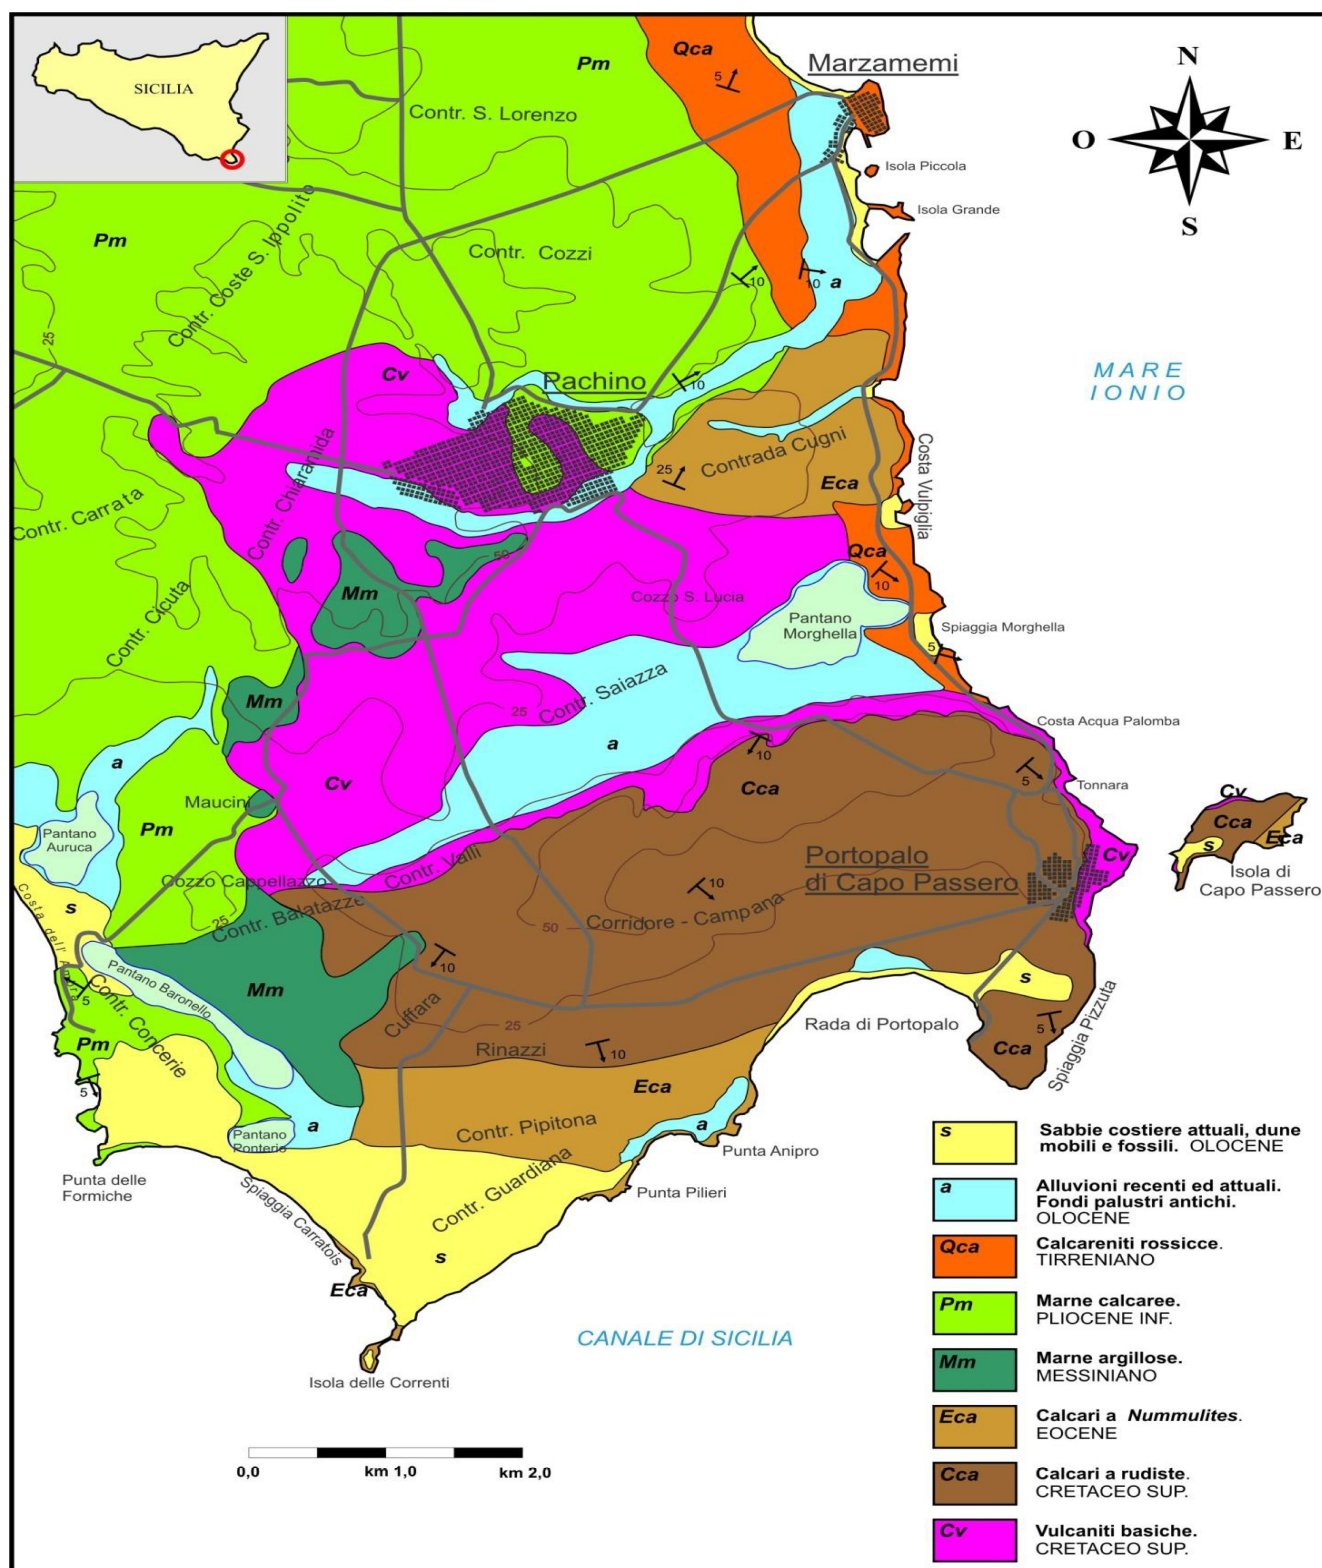 SICILIA
Pm
Qca
5
Marzamemi
N
O
E
S
Contr. S. Lorenzo
Isola Piccola
Isola Grande
Pm
Contr. Coste S. Ippolito
Contr. Cozzi
10
10
a
25
Cv
Pachino
10
MARE
IONIO
Contr. Chiaramida
Contrada Cugni
25
Eca
Costa Vulpiglia
Contr. Carrata
50
Qca
10
Mm
Cozzo S. Lucia
Contr. Cicuta
Pantano
Morghella
Spiaggia Morghella
5
Mm
25
Contr. Saiazza
Costa Acqua Palomba
a
a
10
Cca
5
Tonnara
Cv
Maucini
Pantano
Auruca
Pm
Cv
Cca
Eca
s
Isola di
Capo Passero
Contr. Valli
Portopalo
di Capo Passero
Cv
Cozzo Cappellazzo
Costa dell' Ambra
s
25
Contr. Balatazze
10
50
Corridore - Campana
Pantano Baronello
10
Mm
s
5
Contr. Concerie
Cuffara
25
Rada di Portopalo
Spiaggia Pizzuta
5
Pm
Rinazzi
10
Cca
5
Eca
Contr. Pipitona
a
a
Pantano
Ponterio
Punta Anipro
Punta delle
Formiche
Spiaggia Carratois
Contr. Guardiana
Punta Pilieri
s
Eca
CANALE DI SICILIA
Isola delle Correnti
0,0 km 1,0 km 2,0
s Sabbie costiere attuali, dune
mobili e fossili. OLOCENE
a Alluvioni recenti ed attuali.
Fondi palustri antichi.
OLOCENE
Qca Calcareniti rossicce.
TIRRENIANO
Pm Marne calcaree.
PLIOCENE INF.
Mm Marne argillose.
MESSINIANO
Eca Calcari a Nummulites.
EOCENE
Cca Calcari a rudiste.
CRETACEO SUP.
Cv Vulcaniti basiche.
CRETACEO SUP.